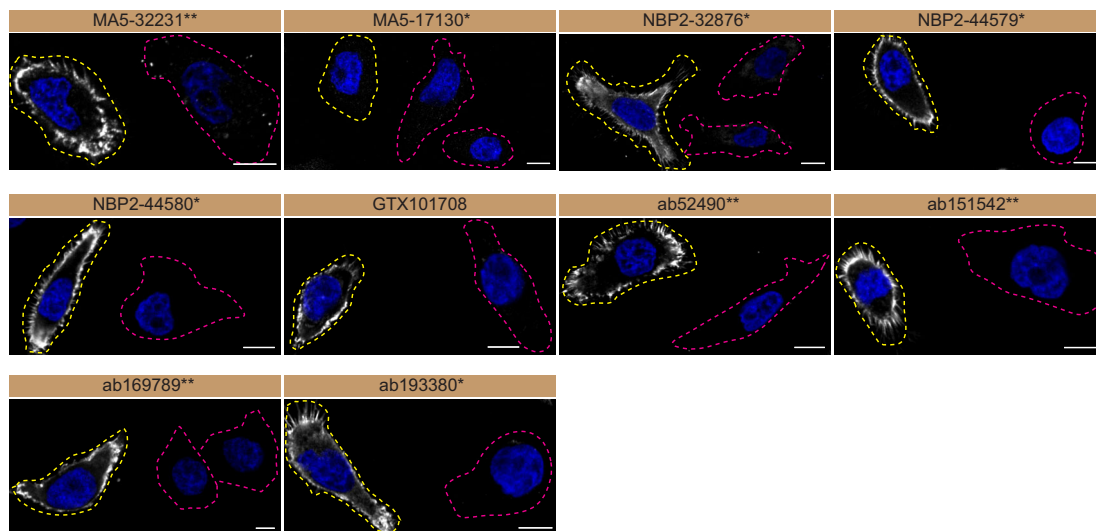 MA5-32231**
MA5-17130*
NBP2-32876*
NBP2-44579*
NBP2-44580*
GTX101708
ab52490**
ab151542**
ab169789**
ab193380*